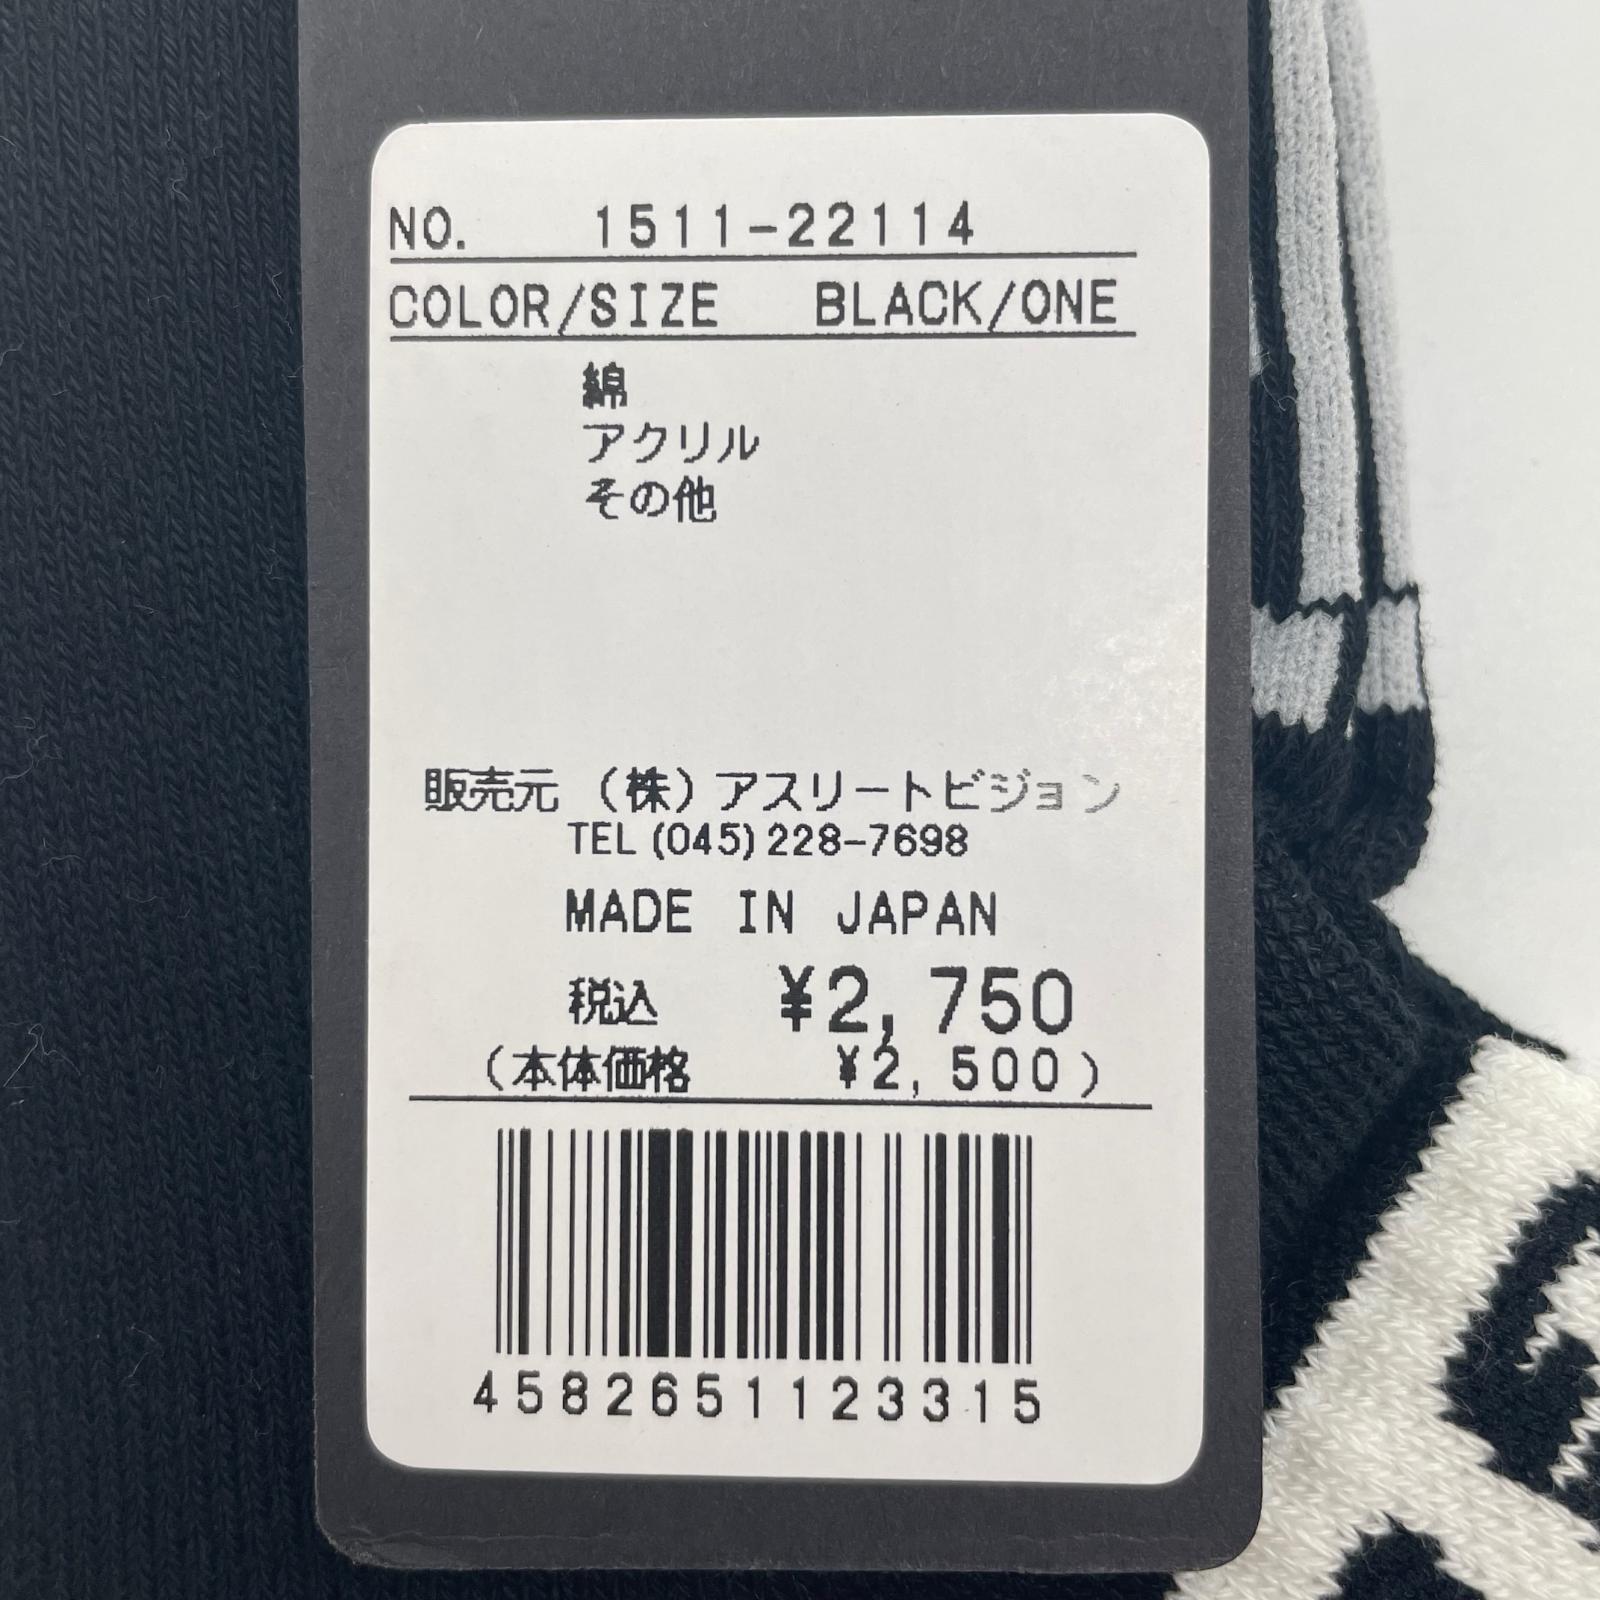 NO. 1511-22114
COLOR/SIZE BLACK/ONE
綿
アクリル
その他
販売元 (株)アスリートビジョン
TEL (045)228-7698
MADE IN JAPAN
税込 ¥2,750
(本体価格 ¥2,500)
4582651123315